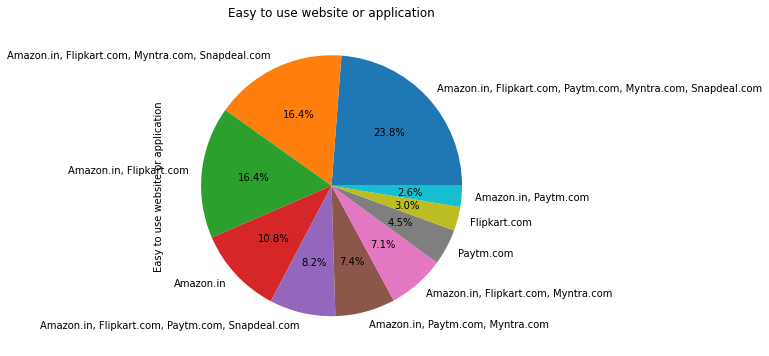 Easy to use website or application
Amazon.in, Flipkart.com, Myntra.com, Snapdeal.com
Amazon.in, Flipkart.com, Paytm.com, Myntra.com, Snapdeal.com
16.4%
23.8%
Easy to use website or application
Amazon.in, Flipkart.com
16.4%
2.6%
Amazon.in, Paytm.com
3.0%
Flipkart.com
4.5%
Paytm.com
10.8%
7.1%
8.2%
7.4%
Amazon.in
Amazon.in, Flipkart.com, Myntra.com
Amazon.in, Flipkart.com, Paytm.com, Snapdeal.com
Amazon.in, Paytm.com, Myntra.com